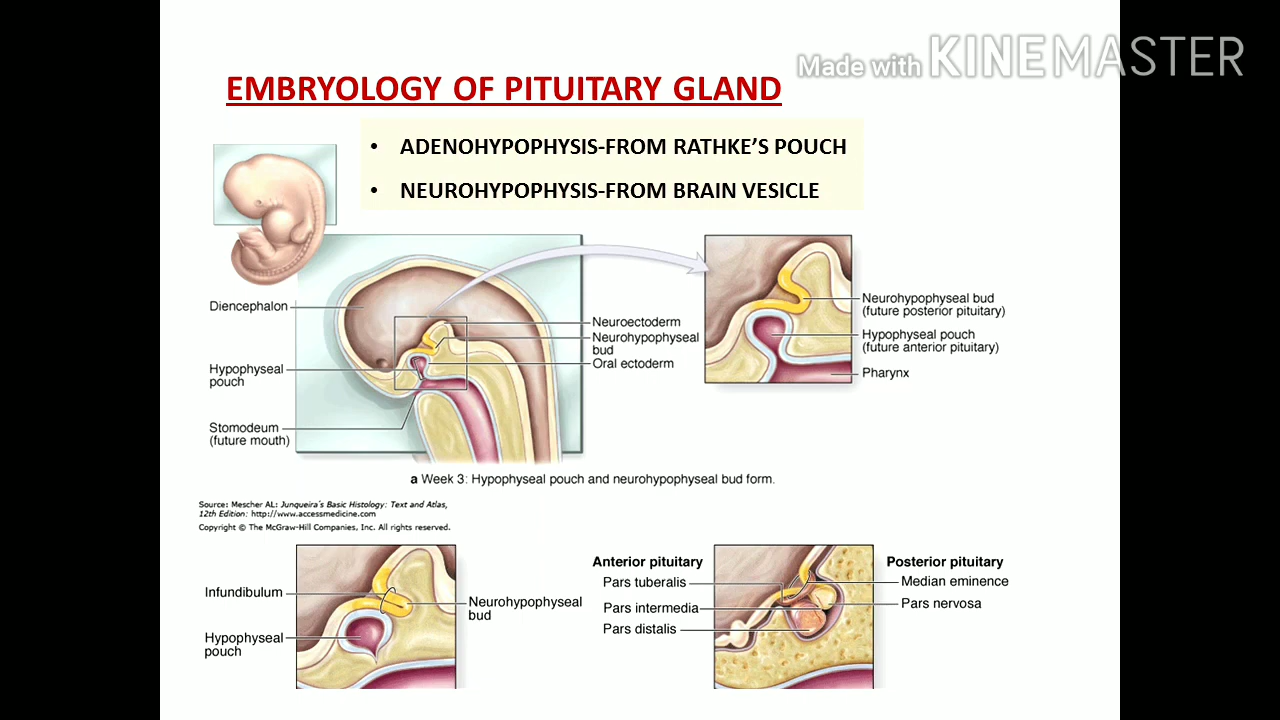 Made with KINEMASTER
EMBRYOLOGY OF PITUITARY GLAND
• ADENOHYPOPHYSIS-FROM RATHKE'S POUCH
• NEUROHYPOPHYSIS-FROM BRAIN VESICLE
Diencephalon
Hypophyseal
pouch
Stomodeum
(future mouth)
Neuroectoderm
Neurohypophyseal
bud
Oral ectoderm
Neurohypophyseal bud
(future posterior pituitary)
Hypophyseal pouch
(future anterior pituitary)
Pharynx
a Week 3: Hypophyseal pouch and neurohypophyseal bud form.
Source: Mescher AL: Junqueira's Basic Histology: Text and Atlas,
12th Edition: http://www.accessmedicine.com
Copyright © The McGraw-Hill Companies, Inc. All rights reserved.
Infundibulum
Hypophyseal
pouch
Neurohypophyseal
bud
Anterior pituitary
Pars tuberalis
Pars intermedia
Pars distalis
Posterior pituitary
Median eminence
Pars nervosa